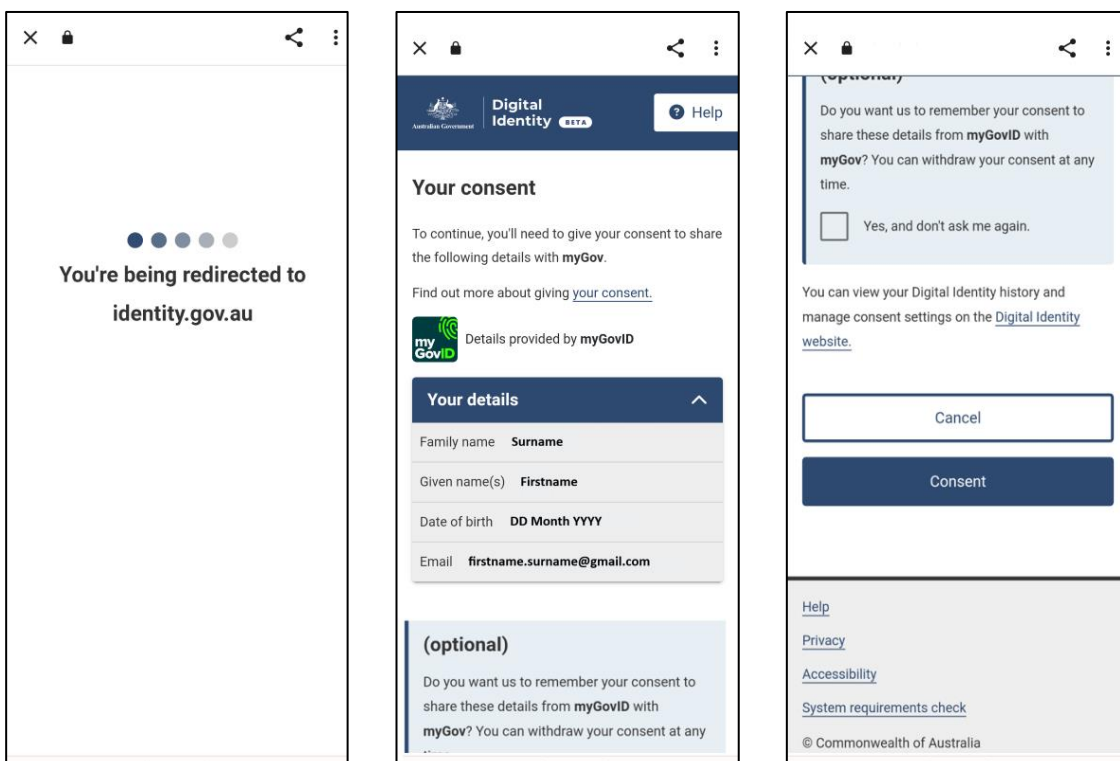 You're being redirected to
identity.gov.au
Australian Government
Digital
Identity BETA
Help
Your consent
To continue, you'll need to give your consent to share
the following details with myGov.
Find out more about giving your consent.
my
GovID
Details provided by myGovID
Your details
Family name Surname
Given name(s) Firstname
Date of birth DD Month YYYY
Email firstname.surname@gmail.com
(optional)
Do you want us to remember your consent to
share these details from myGovID with
myGov? You can withdraw your consent at any
(optional)
Do you want us to remember your consent to
share these details from myGovID with
myGov? You can withdraw your consent at any
time.
Yes, and don't ask me again.
You can view your Digital Identity history and
manage consent settings on the Digital Identity
website.
Cancel
Consent
Help
Privacy
Accessibility
System requirements check
© Commonwealth of Australia